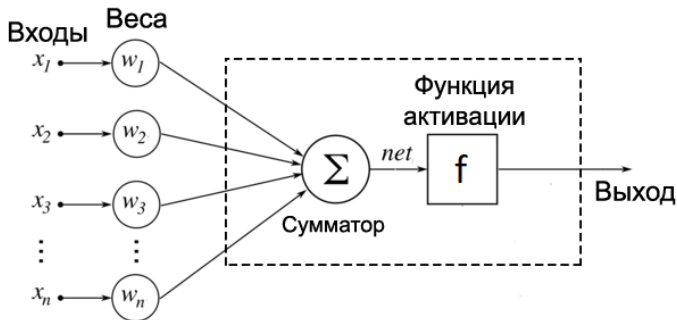 Входы
Веса
x1
w1
x2
w2
x3
w3
xn
wn
Σ
Сумматор
net
Функция
активации
f
Выход